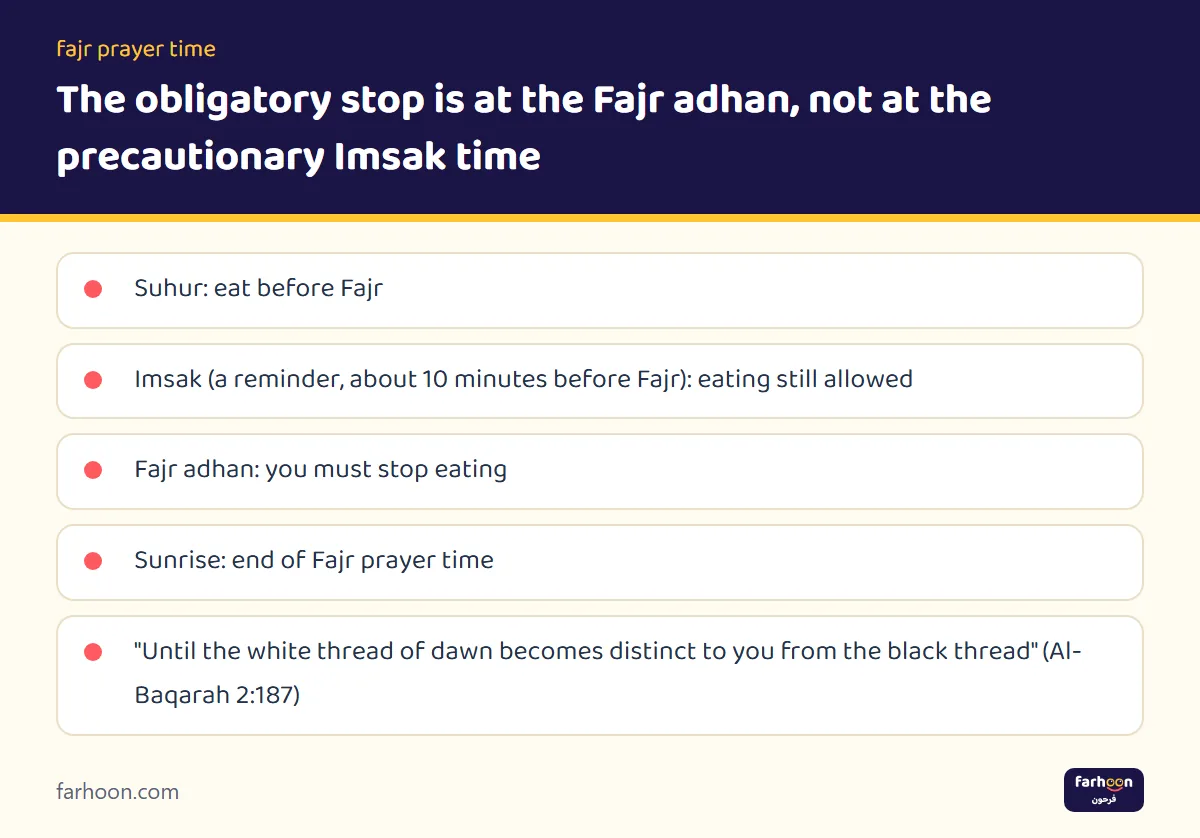 fajr prayer time
The obligatory stop is at the Fajr adhan, not at the
precautionary Imsak time
Suhur: eat before Fajr
Imsak (a reminder, about 10 minutes before Fajr): eating still allowed
Fajr adhan: you must stop eating
Sunrise: end of Fajr prayer time
"Until the white thread of dawn becomes distinct to you from the black thread" (Al-
Baqarah 2:187)
farhoon.com
farhoon
فرحون